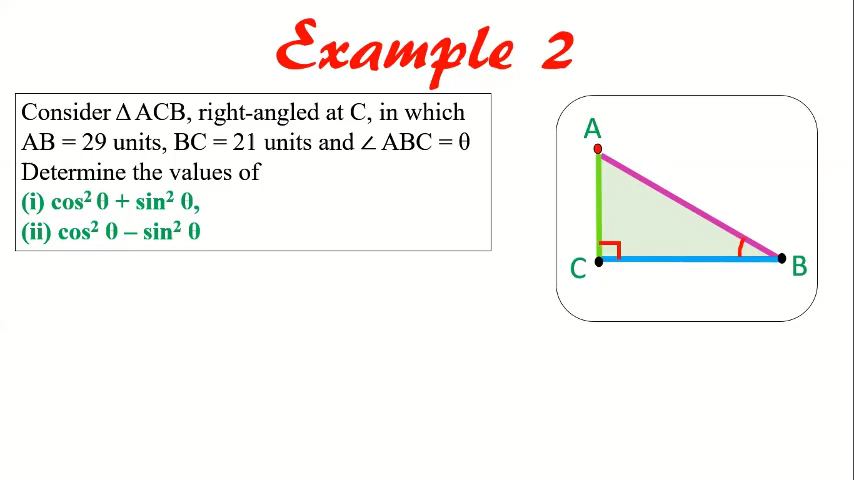 Example 2
Consider Δ ACB, right-angled at C, in which
AB = 29 units, BC = 21 units and ∠ ABC = θ
Determine the values of
(i) cos² θ + sin² θ,
(ii) cos² θ – sin² θ
A
C
B